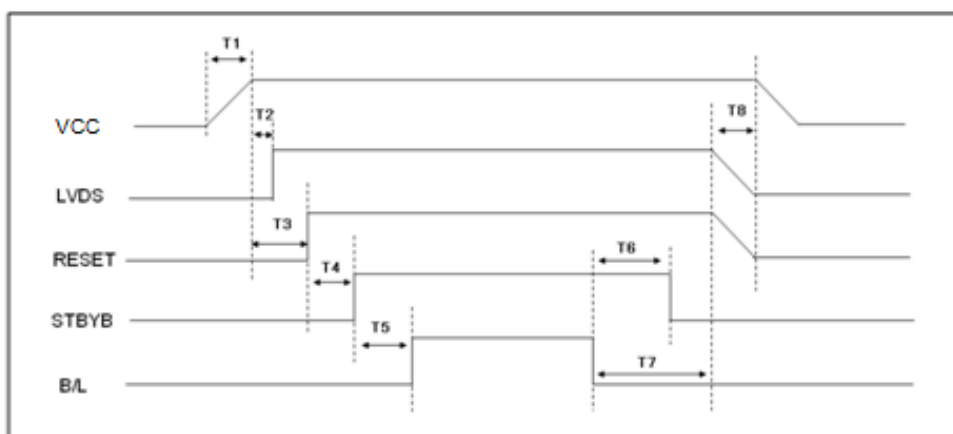 T1
VCC
T2
T8
LVDS
T3
RESET
T4
T6
STBYB
T5
T7
B/L